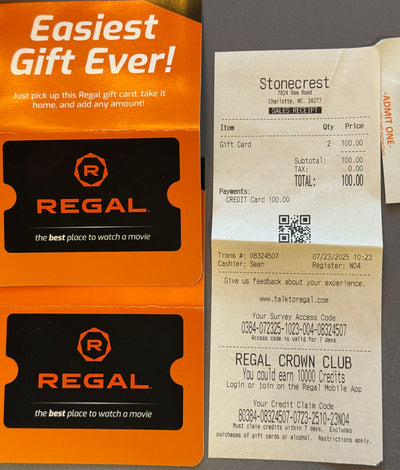 Easiest
Gift Ever!
Just pick up this Regal gift card, take it
home, and add any amount!
R
REGAL
the best place to watch a movie
R
REGAL
the best place to watch a movie
Stonecrest
7824 Rea Road
Charlotte, NC, 28277
SALES RECEIPT
Item Qty Price
Gift Card 2 100.00
Subtotal: 100.00
TAX: 0.00
TOTAL: 100.00
Payments:
CREDIT Card 100.00
Trans #: 08324507 07/23/2025 10:23
Cashier: Sean Register: N04
Give us feedback about your experience.
www.talktoregal.com
Your Survey Access Code
0384-072325-1023-004-08324507
Access code is valid for 7 days
REGAL CROWN CLUB
You could earn 10000 Credits
Login or join on the Regal Mobile App
Your Credit Claim Code
80384-08324507-0723-2510-23N04
Must claim credits within 7 days. Excludes
purchases of gift cards or alcohol. Restrictions apply.
-ADMIT ONE-